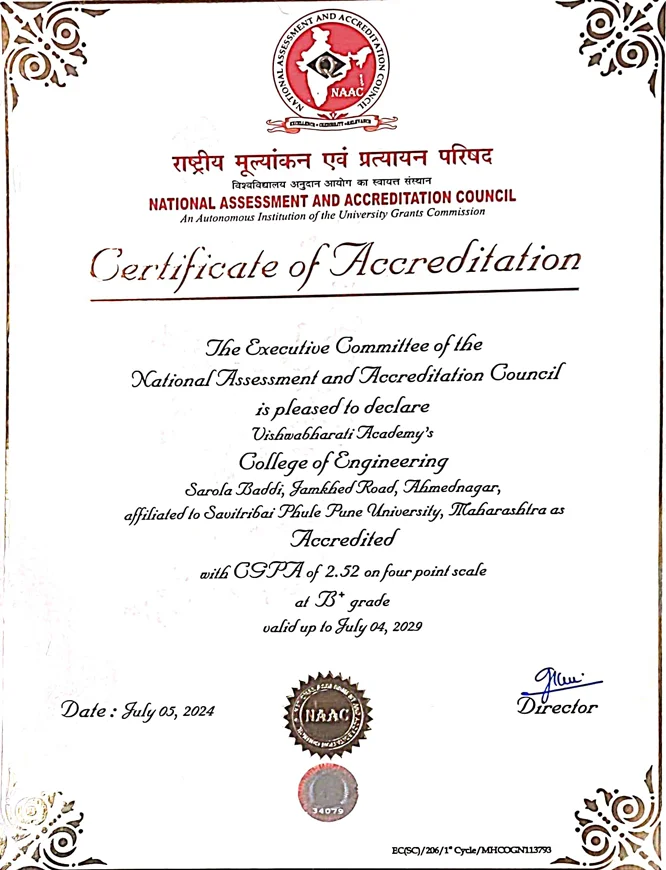 NATIONAL ASSESSMENT AND ACCREDITATION COUNCIL
NAAC
EXCELLENCE • CREDIBILITY • RELEVANCE
राष्ट्रीय मूल्यांकन एवं प्रत्यायन परिषद
विश्वविद्यालय अनुदान आयोग का स्वायत्त संस्थान
NATIONAL ASSESSMENT AND ACCREDITATION COUNCIL
An Autonomous Institution of the University Grants Commission
Certificate of Accreditation
The Executive Committee of the
National Assessment and Accreditation Council
is pleased to declare
Vishwabharati Academy's
College of Engineering
Sarola Baddi, Jamkhed Road, Ahmednagar,
affiliated to Savitribai Phule Pune University, Maharashtra as
Accredited
with CGPA of 2.52 on four point scale
at B+ grade
valid up to July 04, 2029
Date : July 05, 2024
NAAC
34079
Director
EC(SC)/206/1st Cycle/MHCOGN113793